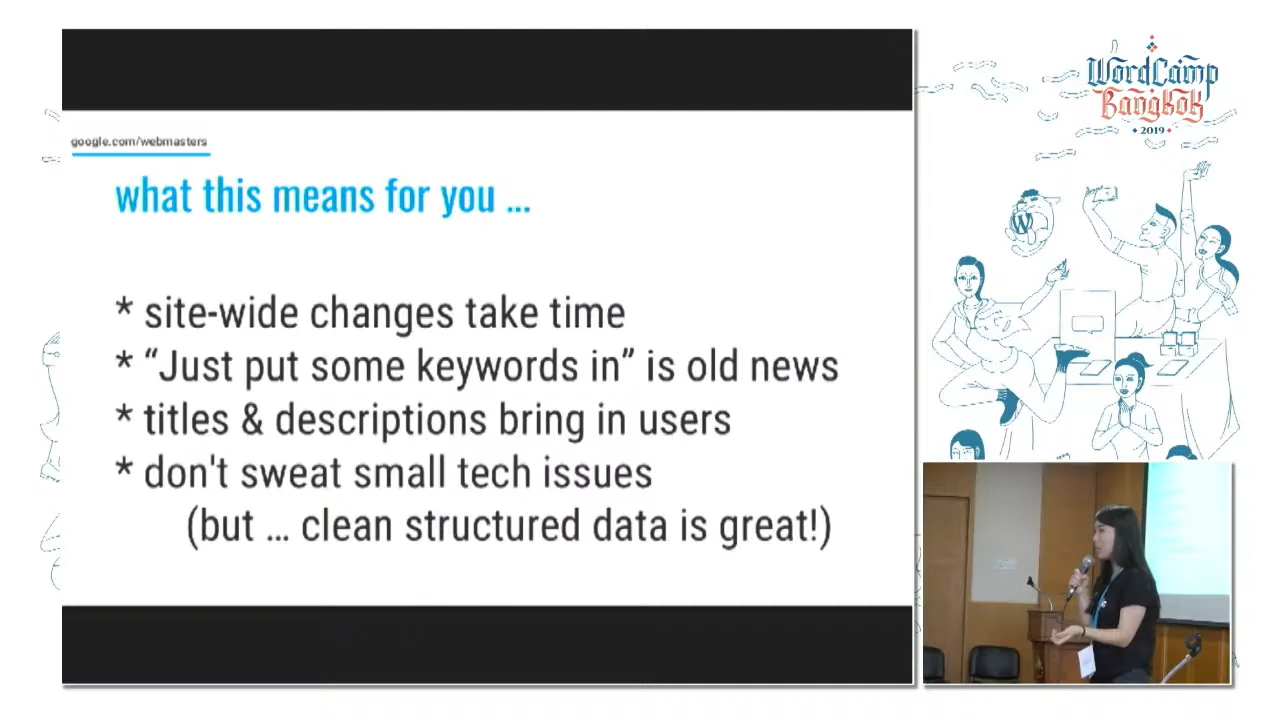 google.com/webmasters
what this means for you ...
* site-wide changes take time
* “Just put some keywords in” is old news
* titles & descriptions bring in users
* don't sweat small tech issues
(but ... clean structured data is great!)
WordCamp
Bangkok
2019